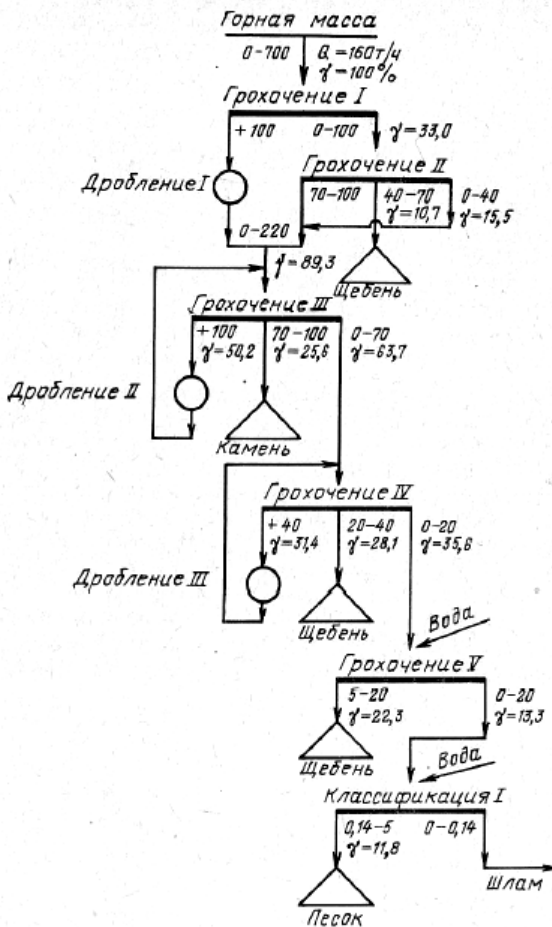 Горная масса
0-700 Q=160т/ч
γ=100%
Грохочение I
+100 0-100 γ=33,0
Грохочение II
Дробление I
70-100 40-70 0-40
γ=10,7 γ=15,5
0-220
γ=89,3
Щебень
Грохочение III
+100 70-100 0-70
γ=50,2 γ=25,6 γ=63,7
Дробление II
Камень
Грохочение IV
+40 20-40 0-20
γ=31,4 γ=28,1 γ=35,6
Дробление III
Щебень
Вода
Грохочение V
5-20 0-20
γ=22,3 γ=13,3
Щебень
Вода
Классификация I
0,14-5 0-0,14
γ=11,8
Шлам
Песок